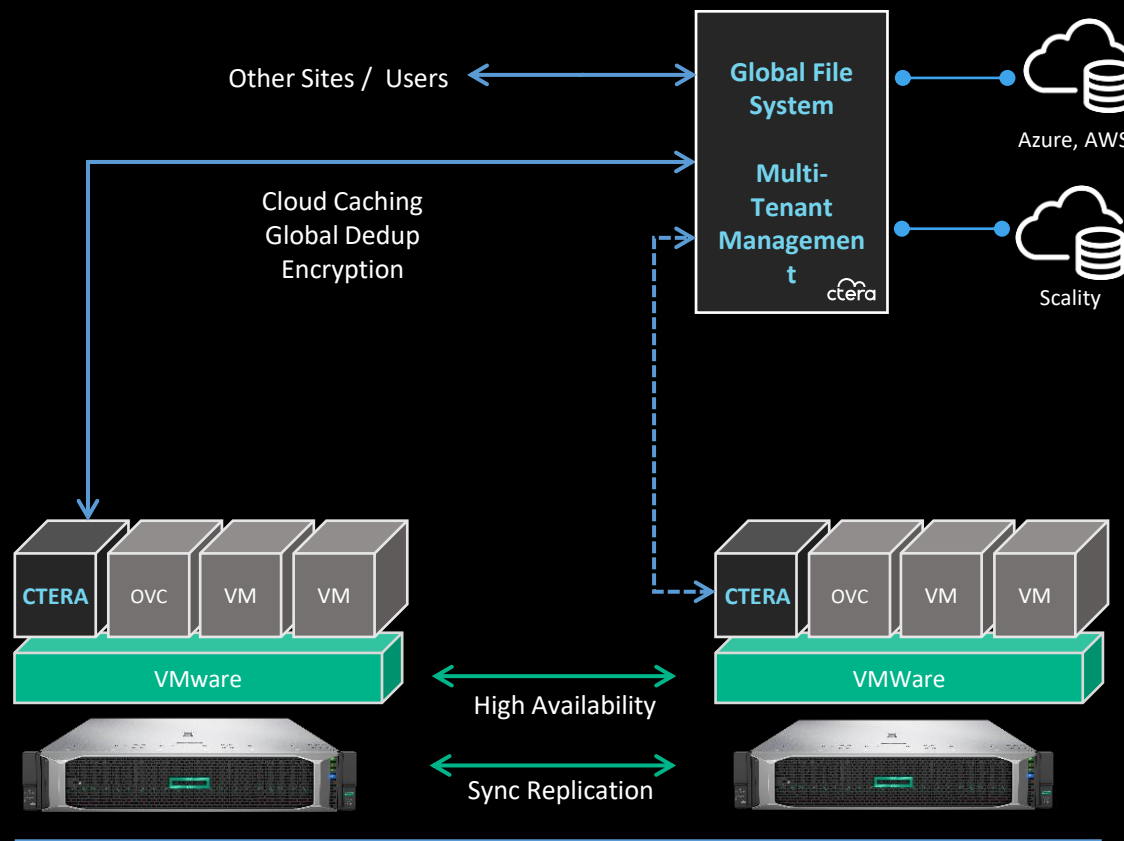 Other Sites / Users
Global File
System
Multi-
Tenant
Managemen
t
ctera
Azure, AWS
Scality
Cloud Caching
Global Dedup
Encryption
CTERA
OVC
VM
VM
VMware
CTERA
OVC
VM
VM
VMWare
High Availability
Sync Replication